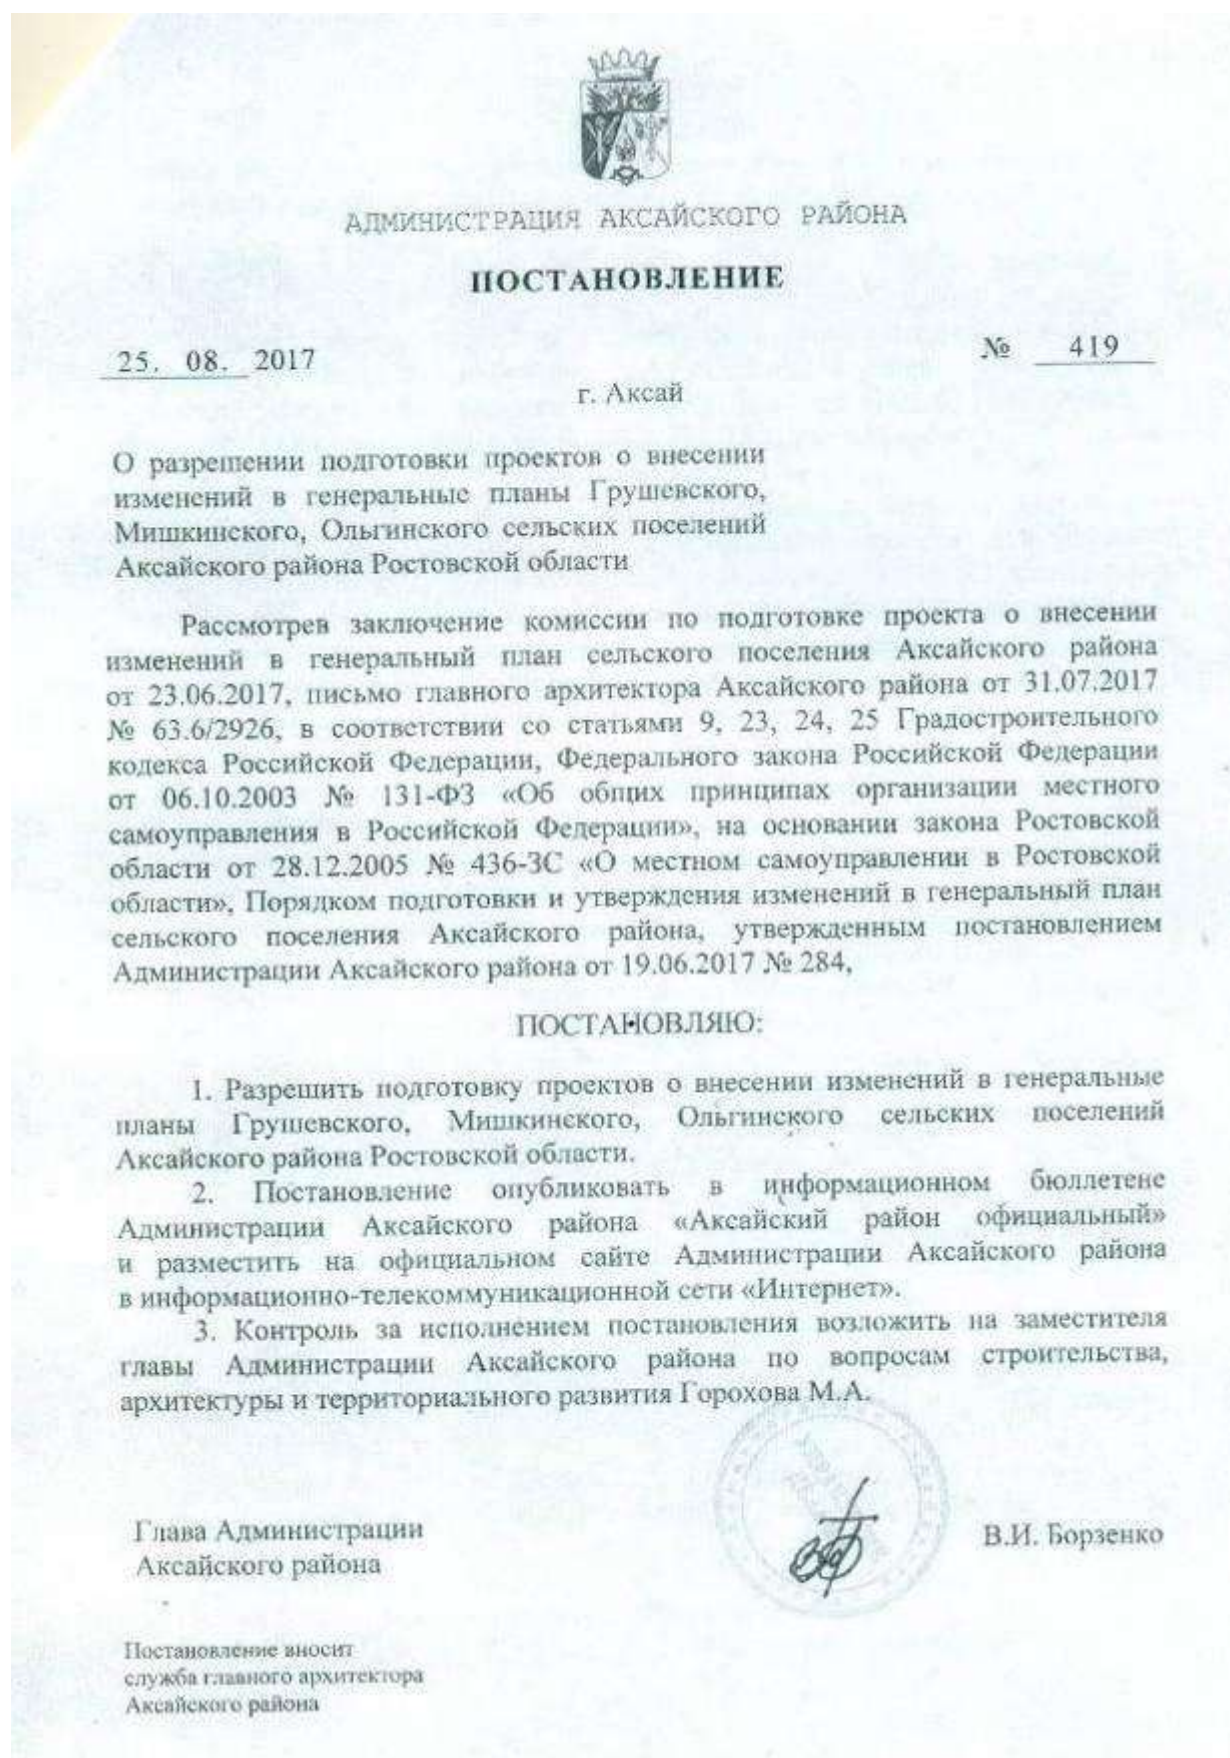 АДМИНИСТРАЦИЯ АКСАЙСКОГО РАЙОНА
ПОСТАНОВЛЕНИЕ
25. 08. 2017 № 419
г. Аксай
О разрешении подготовки проектов о внесении
изменений в генеральные планы Грушевского,
Мишкинского, Ольгинского сельских поселений
Аксайского района Ростовской области
Рассмотрев заключение комиссии по подготовке проекта о внесении
изменений в генеральный план сельского поселения Аксайского района
от 23.06.2017, письмо главного архитектора Аксайского района от 31.07.2017
№ 63.6/2926, в соответствии со статьями 9, 23, 24, 25 Градостроительного
кодекса Российской Федерации, Федерального закона Российской Федерации
от 06.10.2003 № 131-ФЗ «Об общих принципах организации местного
самоуправления в Российской Федерации», на основании закона Ростовской
области от 28.12.2005 № 436-ЗС «О местном самоуправлении в Ростовской
области», Порядком подготовки и утверждения изменений в генеральный план
сельского поселения Аксайского района, утвержденным постановлением
Администрации Аксайского района от 19.06.2017 № 284,
ПОСТАНОВЛЯЮ:
1. Разрешить подготовку проектов о внесении изменений в генеральные
планы Грушевского, Мишкинского, Ольгинского сельских поселений
Аксайского района Ростовской области.
2. Постановление опубликовать в информационном бюллетене
Администрации Аксайского района «Аксайский район официальный»
и разместить на официальном сайте Администрации Аксайского района
в информационно-телекоммуникационной сети «Интернет».
3. Контроль за исполнением постановления возложить на заместителя
главы Администрации Аксайского района по вопросам строительства,
архитектуры и территориального развития Горохова М.А.
Глава Администрации
Аксайского района В.И. Борзенко
Постановление вносит
служба главного архитектора
Аксайского района